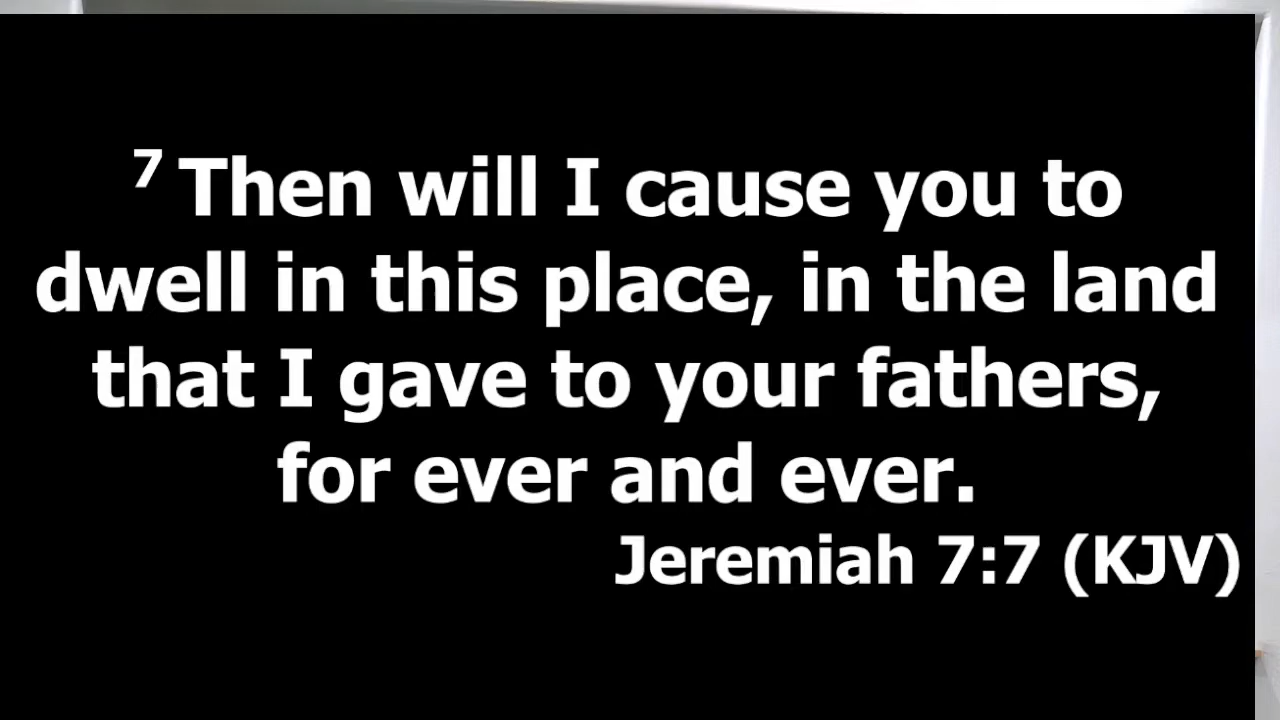 7 Then will I cause you to
dwell in this place, in the land
that I gave to your fathers,
for ever and ever.
Jeremiah 7:7 (KJV)